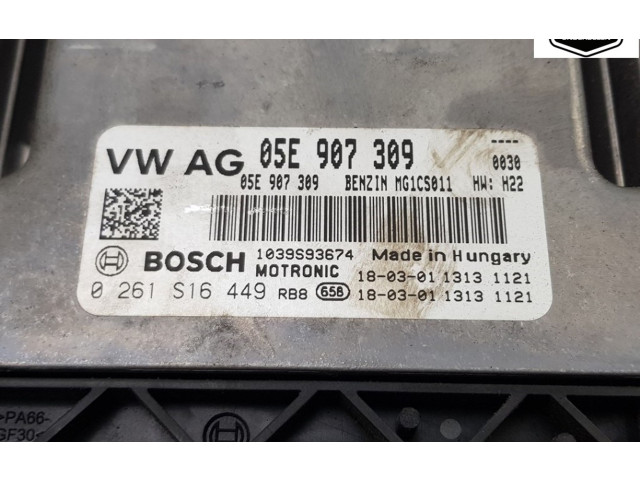 VW AG 05E 907 309 ----
0030
05E 907 309 BENZIN MG1CS011 HW: H22
BOSCH 1039S93674 Made in Hungary
MOTRONIC 18-03-01 1313 1121
0 261 S16 449 RB8 658 18-03-01 1313 1121
>PA66-
GF30<